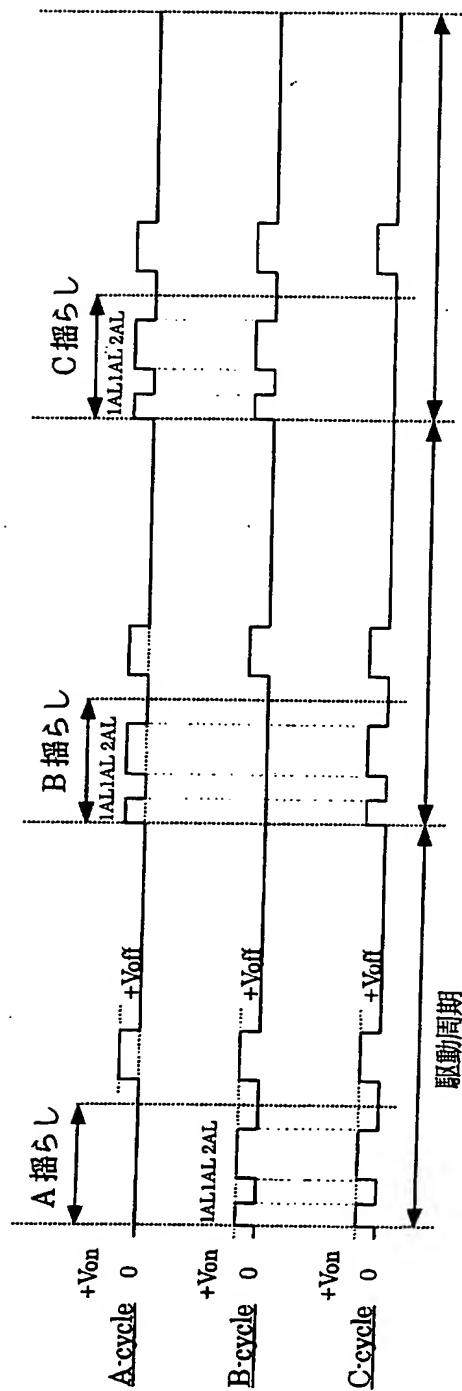 A揺らし
B揺らし
C揺らし
+Von
+Voff
1AL1AL 2AL
1AL1AL 2AL
0
A-cycle
+Von
1AL1AL 2AL
+Voff
0
B-cycle
+Von
+Voff
0
C-cycle
駆動周期